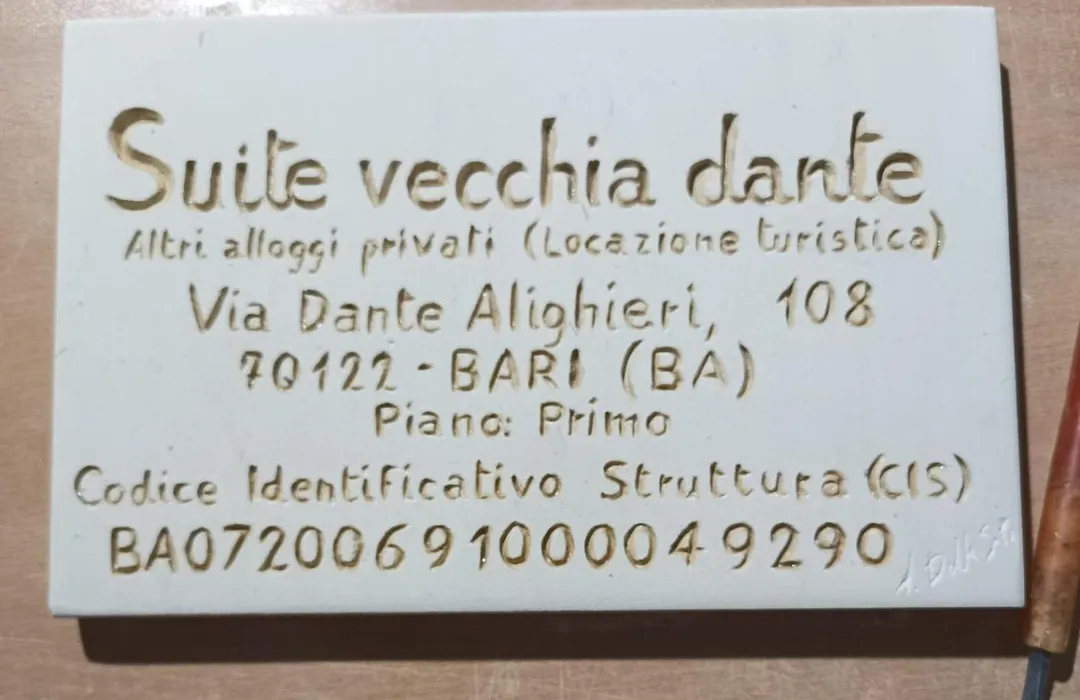 Suite vecchia dante
Altri alloggi privati (Locazione turistica)
Via Dante Alighieri, 108
70122 - BARI (BA)
Piano: Primo
Codice Identificativo Struttura (CIS)
BA07200691000049290